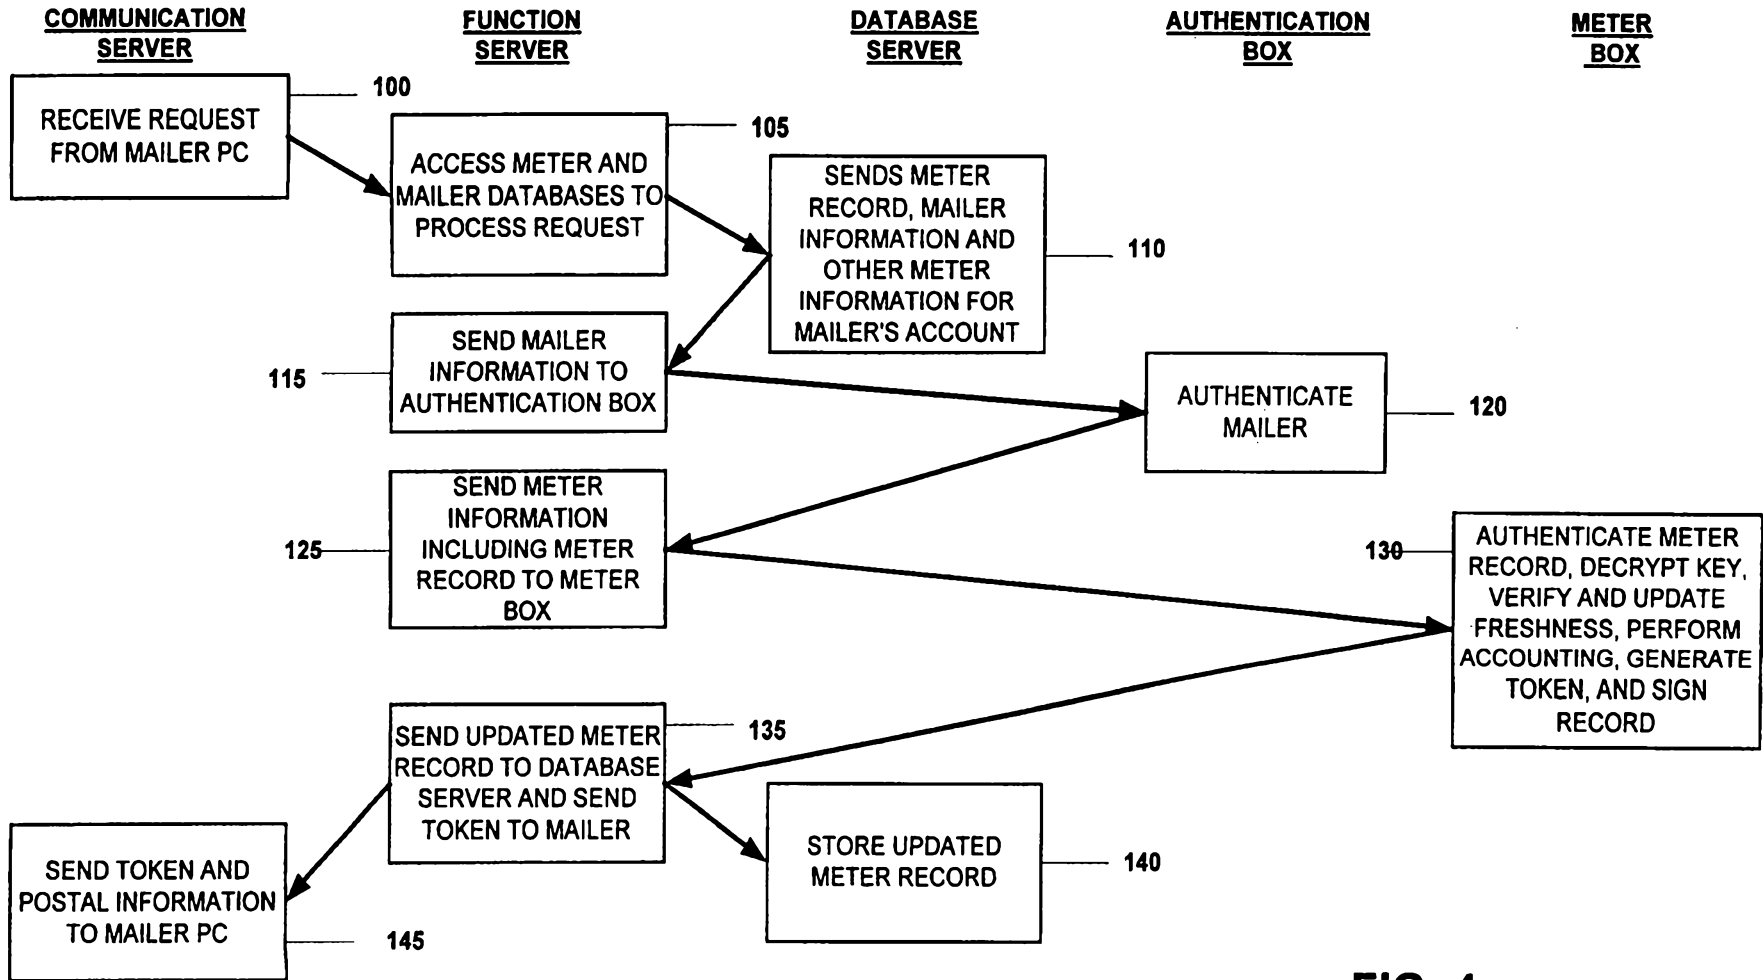 COMMUNICATION
SERVER
FUNCTION
SERVER
DATABASE
SERVER
AUTHENTICATION
BOX
METER
BOX
RECEIVE REQUEST
FROM MAILER PC
100
ACCESS METER AND
MAILER DATABASES TO
PROCESS REQUEST
105
SENDS METER
RECORD, MAILER
INFORMATION AND
OTHER METER
INFORMATION FOR
MAILER'S ACCOUNT
110
SEND MAILER
INFORMATION TO
AUTHENTICATION BOX
115
AUTHENTICATE
MAILER
120
SEND METER
INFORMATION
INCLUDING METER
RECORD TO METER
BOX
125
AUTHENTICATE METER
RECORD, DECRYPT KEY,
VERIFY AND UPDATE
FRESHNESS, PERFORM
ACCOUNTING, GENERATE
TOKEN, AND SIGN
RECORD
130
SEND UPDATED METER
RECORD TO DATABASE
SERVER AND SEND
TOKEN TO MAILER
135
STORE UPDATED
METER RECORD
140
SEND TOKEN AND
POSTAL INFORMATION
TO MAILER PC
145